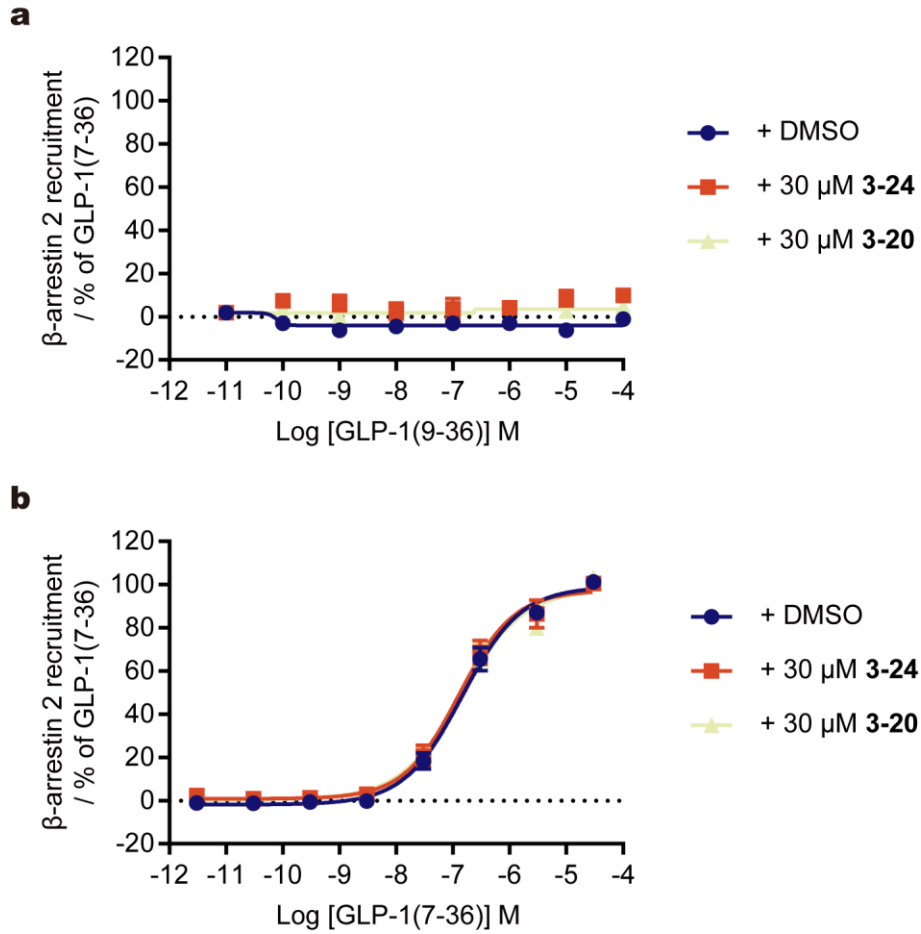 a
β-arrestin 2 recruitment
/ % of GLP-1(7-36)
120
100
80
60
40
20
0
-20
-12 -11 -10 -9 -8 -7 -6 -5 -4
Log [GLP-1(9-36)] M
+ DMSO
+ 30 μM 3-24
+ 30 μM 3-20
b
β-arrestin 2 recruitment
/ % of GLP-1(7-36)
120
100
80
60
40
20
0
-20
-12 -11 -10 -9 -8 -7 -6 -5 -4
Log [GLP-1(7-36)] M
+ DMSO
+ 30 μM 3-24
+ 30 μM 3-20